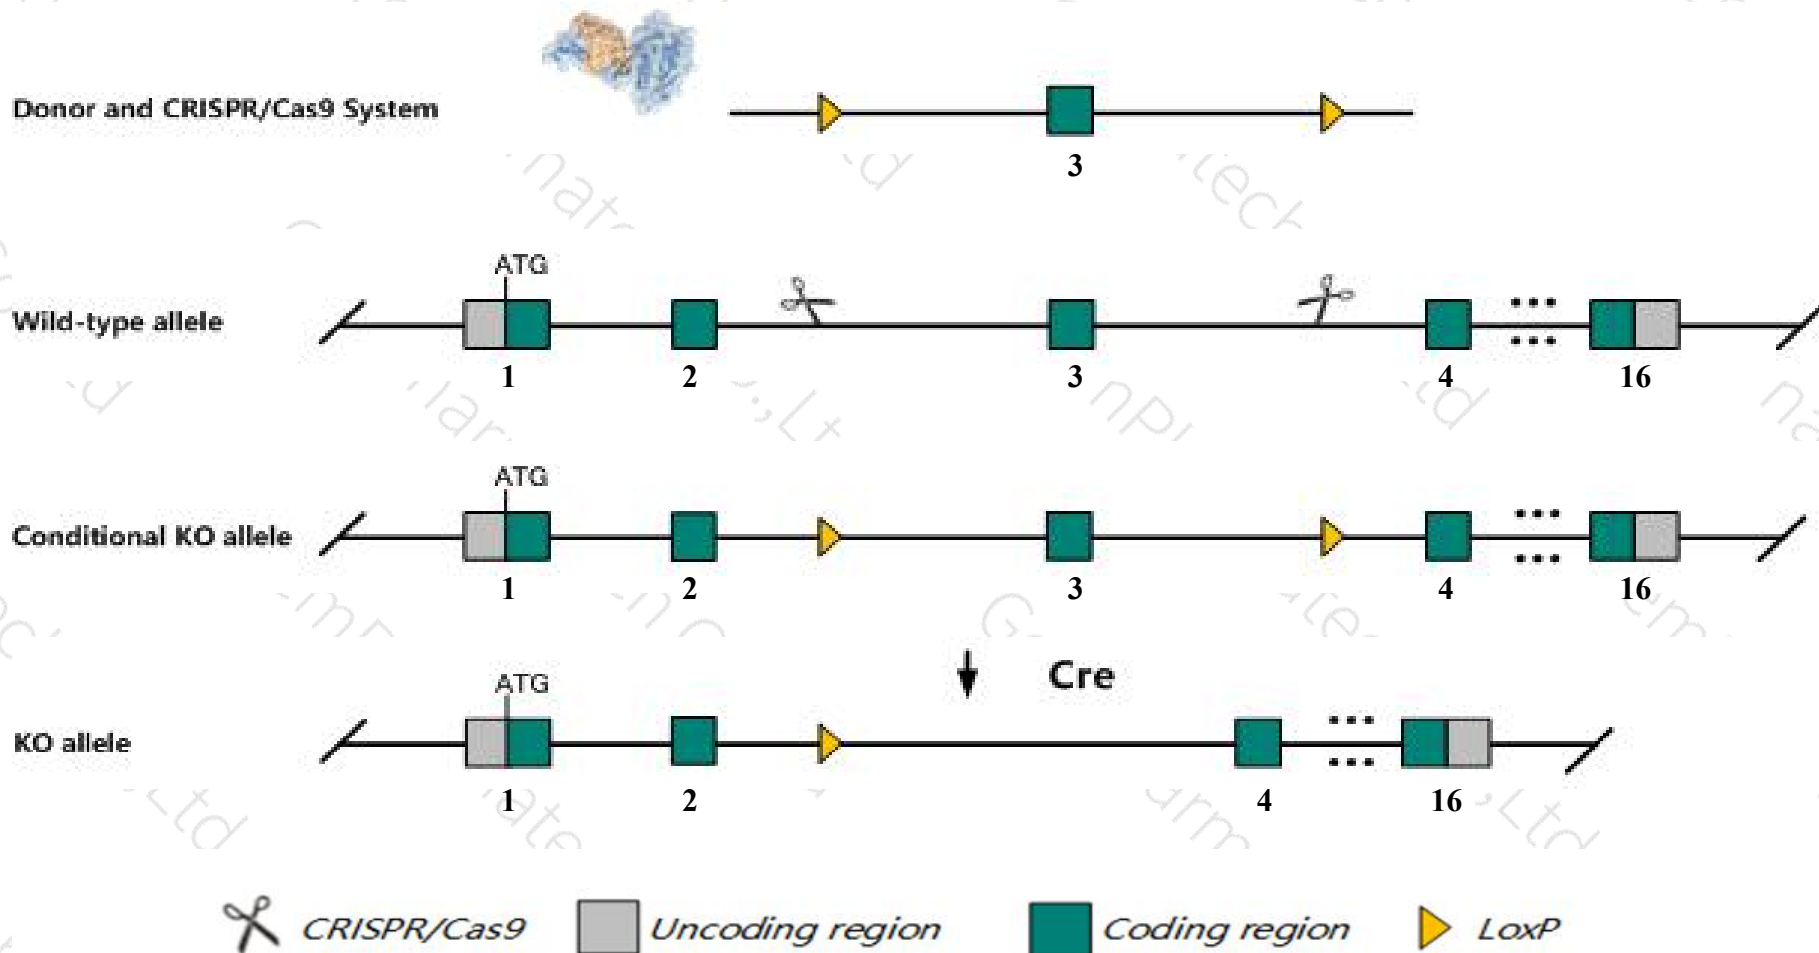 Donor and CRISPR/Cas9 System
3
ATG
Wild-type allele
1 2 3 4 16
ATG
Conditional KO allele
1 2 3 4 16
Cre
ATG
KO allele
1 2 4 16
CRISPR/Cas9 Uncoding region Coding region LoxP